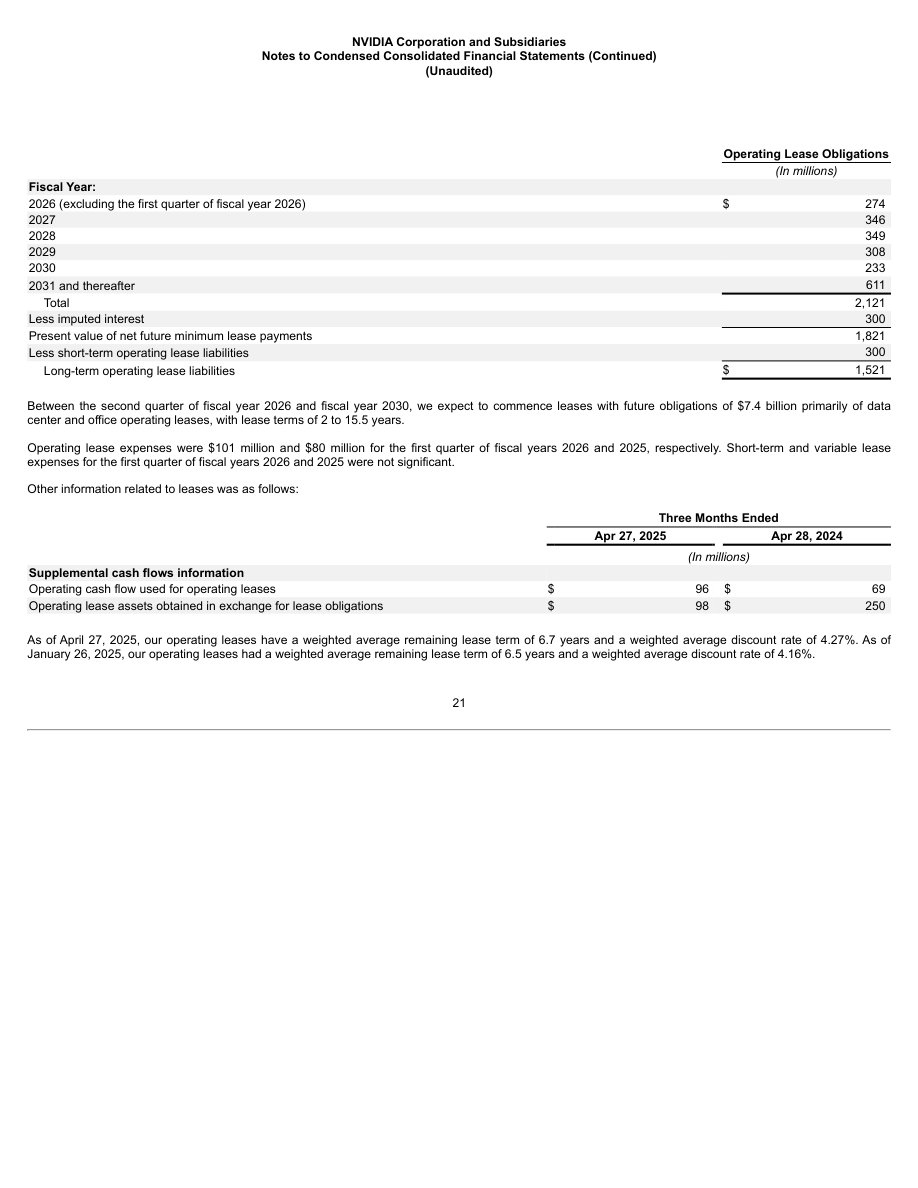 NVIDIA Corporation and Subsidiaries
Notes to Condensed Consolidated Financial Statements (Continued)
(Unaudited)
Operating Lease Obligations
(In millions)
Fiscal Year:
2026 (excluding the first quarter of fiscal year 2026) $ 274
2027 346
2028 349
2029 308
2030 233
2031 and thereafter 611
Total 2,121
Less imputed interest 300
Present value of net future minimum lease payments 1,821
Less short-term operating lease liabilities 300
Long-term operating lease liabilities $ 1,521
Between the second quarter of fiscal year 2026 and fiscal year 2030, we expect to commence leases with future obligations of $7.4 billion primarily of data
center and office operating leases, with lease terms of 2 to 15.5 years.
Operating lease expenses were $101 million and $80 million for the first quarter of fiscal years 2026 and 2025, respectively. Short-term and variable lease
expenses for the first quarter of fiscal years 2026 and 2025 were not significant.
Other information related to leases was as follows:
Three Months Ended
Apr 27, 2025 Apr 28, 2024
(In millions)
Supplemental cash flows information
Operating cash flow used for operating leases $ 96 $ 69
Operating lease assets obtained in exchange for lease obligations $ 98 $ 250
As of April 27, 2025, our operating leases have a weighted average remaining lease term of 6.7 years and a weighted average discount rate of 4.27%. As of
January 26, 2025, our operating leases had a weighted average remaining lease term of 6.5 years and a weighted average discount rate of 4.16%.
21